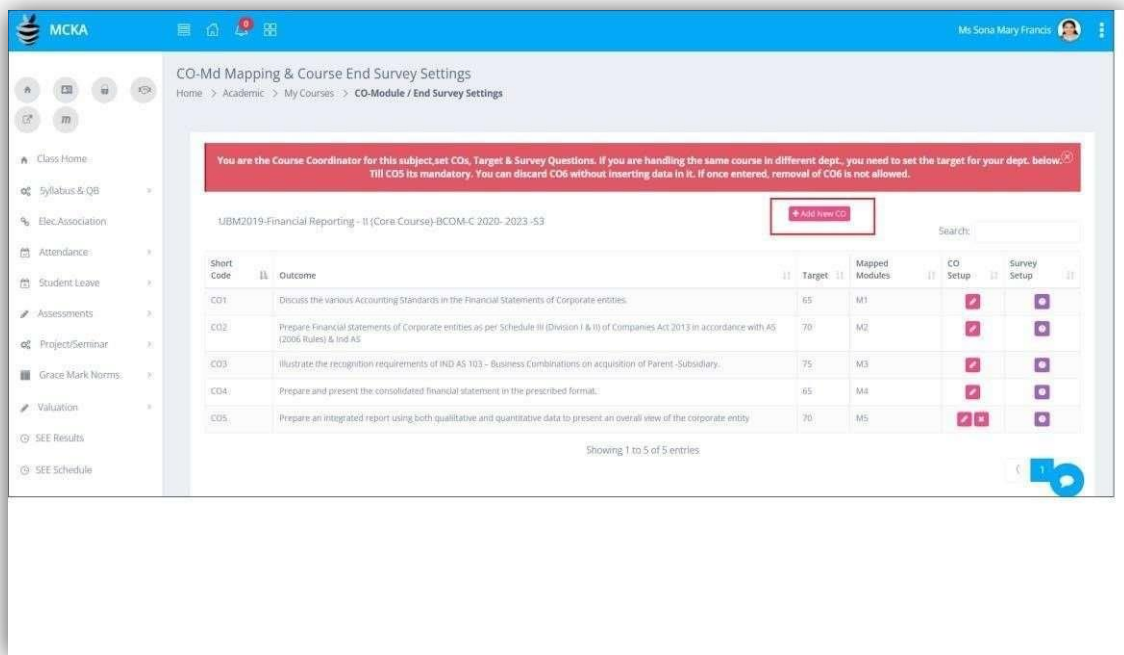 MCKA
0
Ms Sona Mary Francis
CO-Md Mapping & Course End Survey Settings
Home > Academic > My Courses > CO-Module / End Survey Settings
m
Class Home
Syllabus & QB
Elec.Association
Attendance
Student Leave
Assessments
Project/Seminar
Grace Mark Norms
Valuation
SEE Results
SEE Schedule
You are the Course Coordinator for this subject,set COs, Target & Survey Questions. If you are handling the same course in different dept., you need to set the target for your dept. below.
Till CO5 its mandatory. You can discard CO6 without inserting data in it. If once entered, removal of CO6 is not allowed.
UBM2019-Financial Reporting - II (Core Course)-BCOM-C 2020- 2023 -S3
+ Add New CO
Search:
Short Code Outcome Target Mapped Modules CO Setup Survey Setup
CO1 Discuss the various Accounting Standards in the Financial Statements of Corporate entities. 65 M1
CO2 Prepare Financial statements of Corporate entities as per Schedule III (Division I & II) of Companies Act 2013 in accordance with AS
(2006 Rules) & Ind AS 70 M2
CO3 Illustrate the recognition requirements of IND AS 103 – Business Combinations on acquisition of Parent -Subsidiary. 75 M3
CO4 Prepare and present the consolidated financial statement in the prescribed format. 65 M4
CO5 Prepare an integrated report using both qualitative and quantitative data to present an overall view of the corporate entity 70 M5
Showing 1 to 5 of 5 entries
1